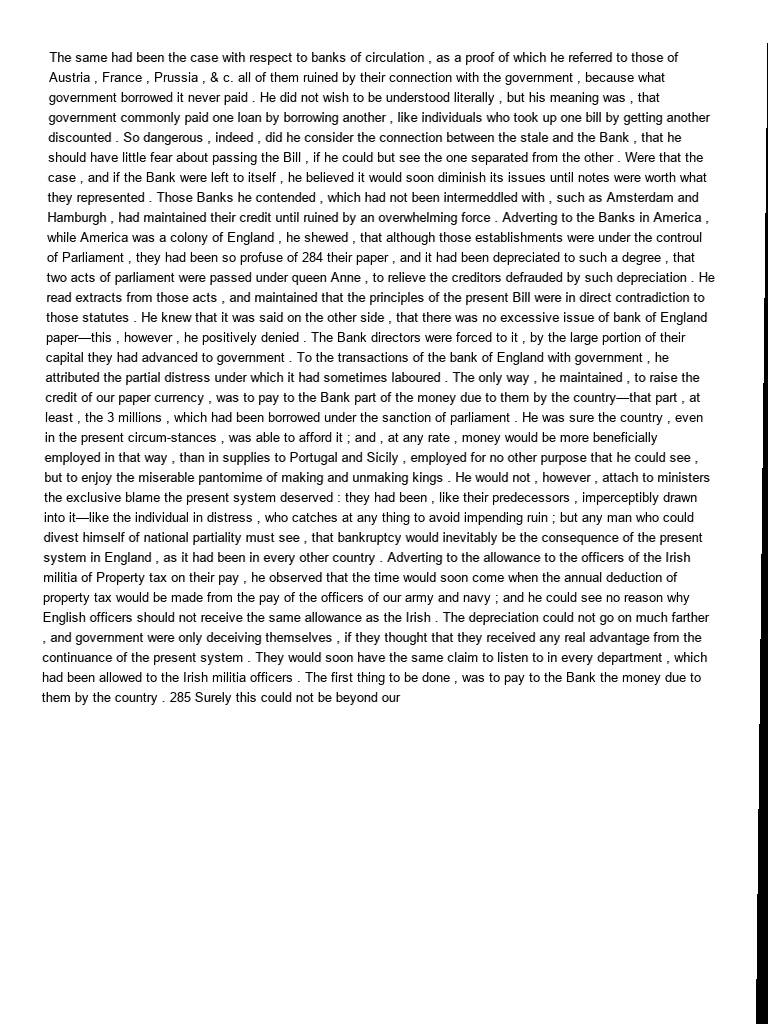 The same had been the case with respect to banks of circulation , as a proof of which he referred to those of
Austria , France , Prussia , & c. all of them ruined by their connection with the government , because what
government borrowed it never paid . He did not wish to be understood literally , but his meaning was , that
government commonly paid one loan by borrowing another , like individuals who took up one bill by getting another
discounted . So dangerous , indeed , did he consider the connection between the stale and the Bank , that he
should have little fear about passing the Bill , if he could but see the one separated from the other . Were that the
case , and if the Bank were left to itself , he believed it would soon diminish its issues until notes were worth what
they represented . Those Banks he contended , which had not been intermeddled with , such as Amsterdam and
Hamburgh , had maintained their credit until ruined by an overwhelming force . Adverting to the Banks in America ,
while America was a colony of England , he shewed , that although those establishments were under the controul
of Parliament , they had been so profuse of 284 their paper , and it had been depreciated to such a degree , that
two acts of parliament were passed under queen Anne , to relieve the creditors defrauded by such depreciation . He
read extracts from those acts , and maintained that the principles of the present Bill were in direct contradiction to
those statutes . He knew that it was said on the other side , that there was no excessive issue of bank of England
paper—this , however , he positively denied . The Bank directors were forced to it , by the large portion of their
capital they had advanced to government . To the transactions of the bank of England with government , he
attributed the partial distress under which it had sometimes laboured . The only way , he maintained , to raise the
credit of our paper currency , was to pay to the Bank part of the money due to them by the country—that part , at
least , the 3 millions , which had been borrowed under the sanction of parliament . He was sure the country , even
in the present circum-stances , was able to afford it ; and , at any rate , money would be more beneficially
employed in that way , than in supplies to Portugal and Sicily , employed for no other purpose that he could see ,
but to enjoy the miserable pantomime of making and unmaking kings . He would not , however , attach to ministers
the exclusive blame the present system deserved : they had been , like their predecessors , imperceptibly drawn
into it—like the individual in distress , who catches at any thing to avoid impending ruin ; but any man who could
divest himself of national partiality must see , that bankruptcy would inevitably be the consequence of the present
system in England , as it had been in every other country . Adverting to the allowance to the officers of the Irish
militia of Property tax on their pay , he observed that the time would soon come when the annual deduction of
property tax would be made from the pay of the officers of our army and navy ; and he could see no reason why
English officers should not receive the same allowance as the Irish . The depreciation could not go on much farther
, and government were only deceiving themselves , if they thought that they received any real advantage from the
continuance of the present system . They would soon have the same claim to listen to in every department , which
had been allowed to the Irish militia officers . The first thing to be done , was to pay to the Bank the money due to
them by the country . 285 Surely this could not be beyond our